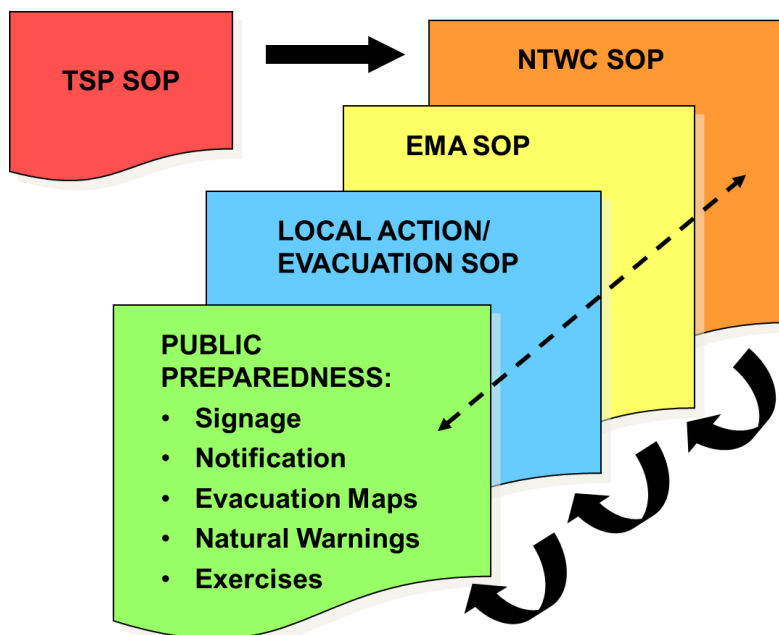 TSP SOP
NTWC SOP
EMA SOP
LOCAL ACTION/
EVACUATION SOP
PUBLIC
PREPAREDNESS:
• Signage
• Notification
• Evacuation Maps
• Natural Warnings
• Exercises